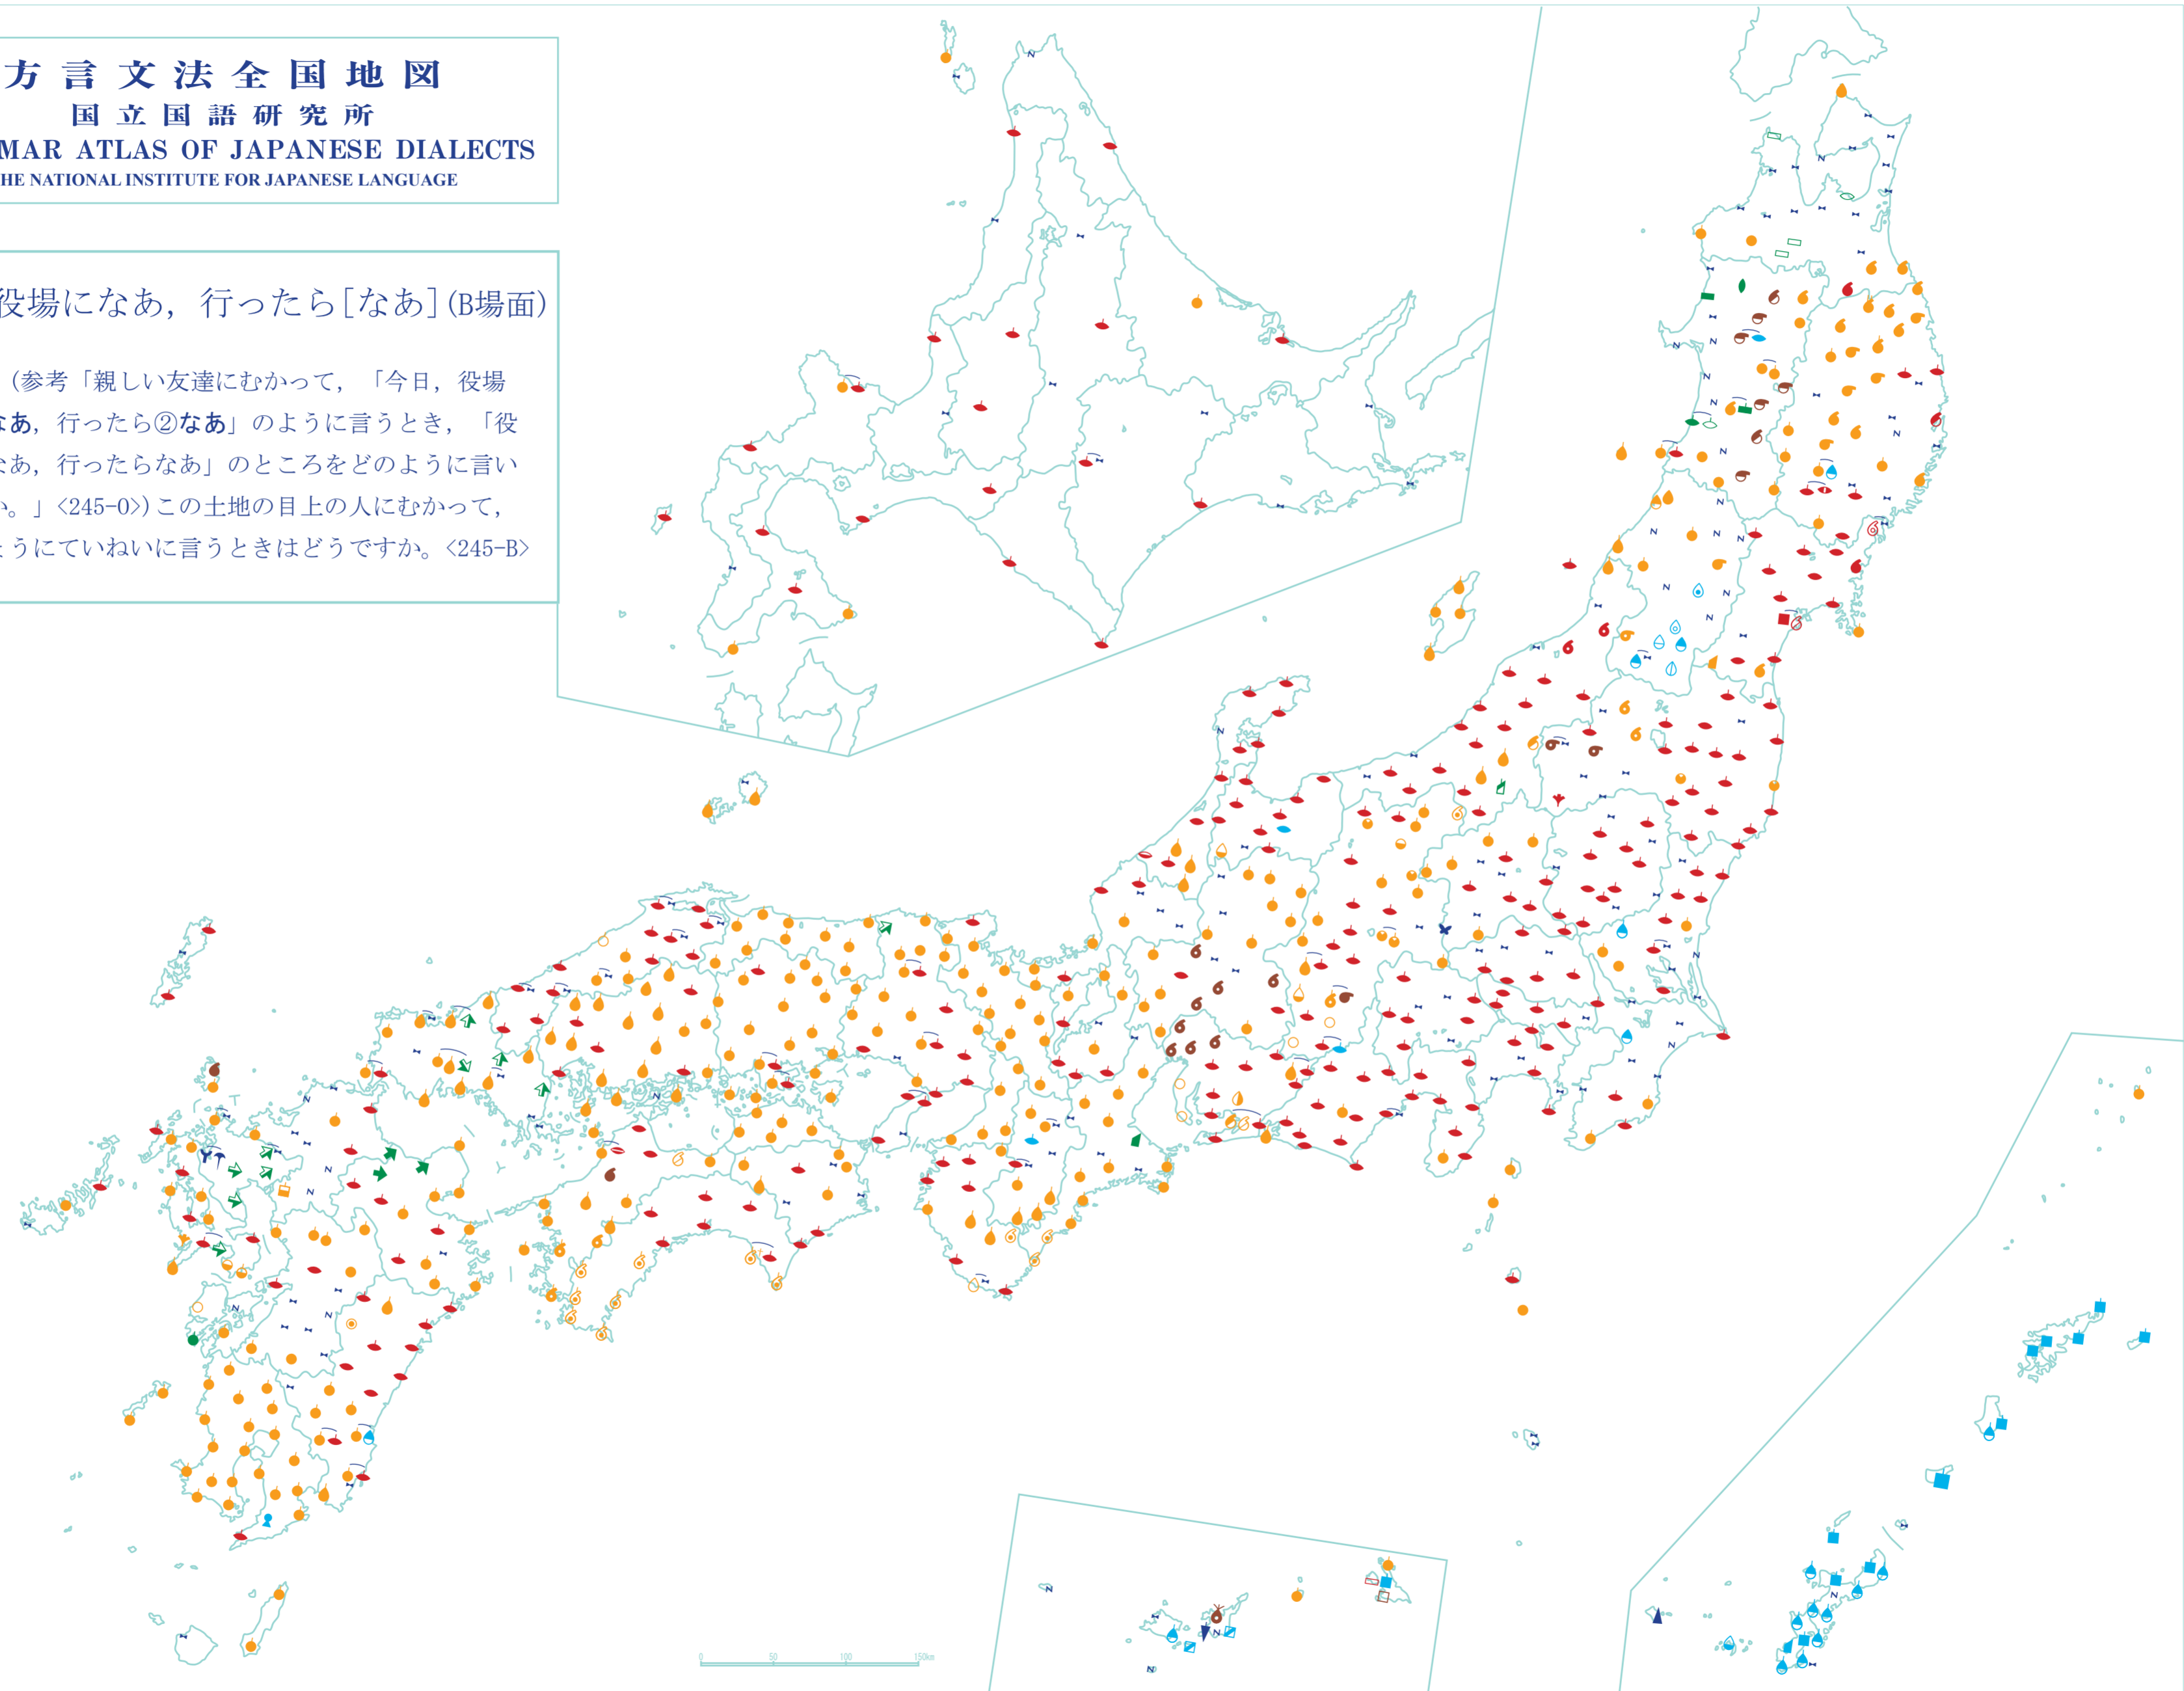 方言文法全国地図
国立国語研究所
MAR ATLAS OF JAPANESE DIALECTS
HE NATIONAL INSTITUTE FOR JAPANESE LANGUAGE
役場になあ，行ったら[なあ](B場面)
(参考「親しい友達にむかって，「今日，役場
なあ，行ったら②なあ」のように言うとき，「役
なあ，行ったらなあ」のところをどのように言い
か。」<245-0>)この土地の目上の人にむかって，
ようにていねいに言うときはどうですか。<245-B>
0 50 100 150km